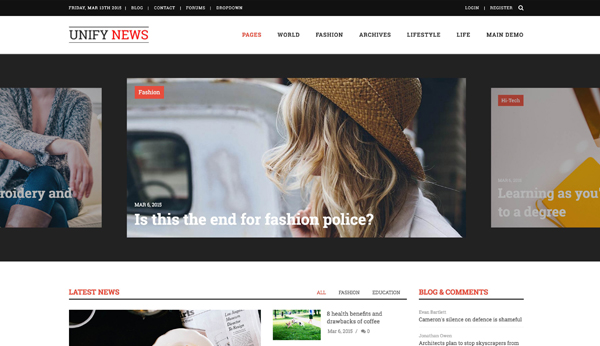 FRIDAY, MAR 13TH 2015 | BLOG | CONTACT | FORUMS | DROPDOWN
LOGIN | REGISTER
UNIFY NEWS
PAGES WORLD FASHION ARCHIVES LIFESTYLE LIFE MAIN DEMO
Fashion
Hi-Tech
roidery and
MAR 6, 2015
Is this the end for fashion police?
MAR 6, 2015
Learning as you'
to a degree
LATEST NEWS
ALL FASHION EDUCATION
BLOG & COMMENTS
8 health benefits and
drawbacks of coffee
Mar 6, 2015 / 0
Evan Bartlett
Cameron's silence on defence is shameful
Jonathan Owen
Architects plan to stop skyscrapers from